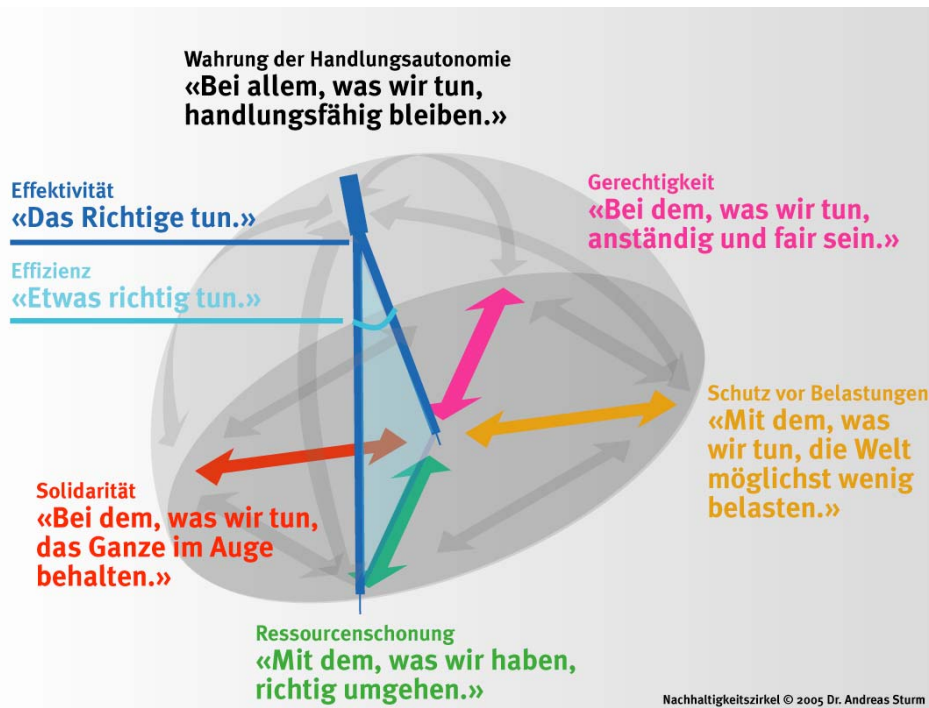 Wahrung der Handlungsautonomie
«Bei allem, was wir tun,
handlungsfähig bleiben.»
Effektivität
«Das Richtige tun.»
Effizienz
«Etwas richtig tun.»
Gerechtigkeit
«Bei dem, was wir tun,
anständig und fair sein.»
Schutz vor Belastungen
«Mit dem, was
wir tun, die Welt
möglichst wenig
belasten.»
Solidarität
«Bei dem, was wir tun,
das Ganze im Auge
behalten.»
Ressourcenschonung
«Mit dem, was wir haben,
richtig umgehen.»
Nachhaltigkeitszirkel © 2005 Dr. Andreas Sturm